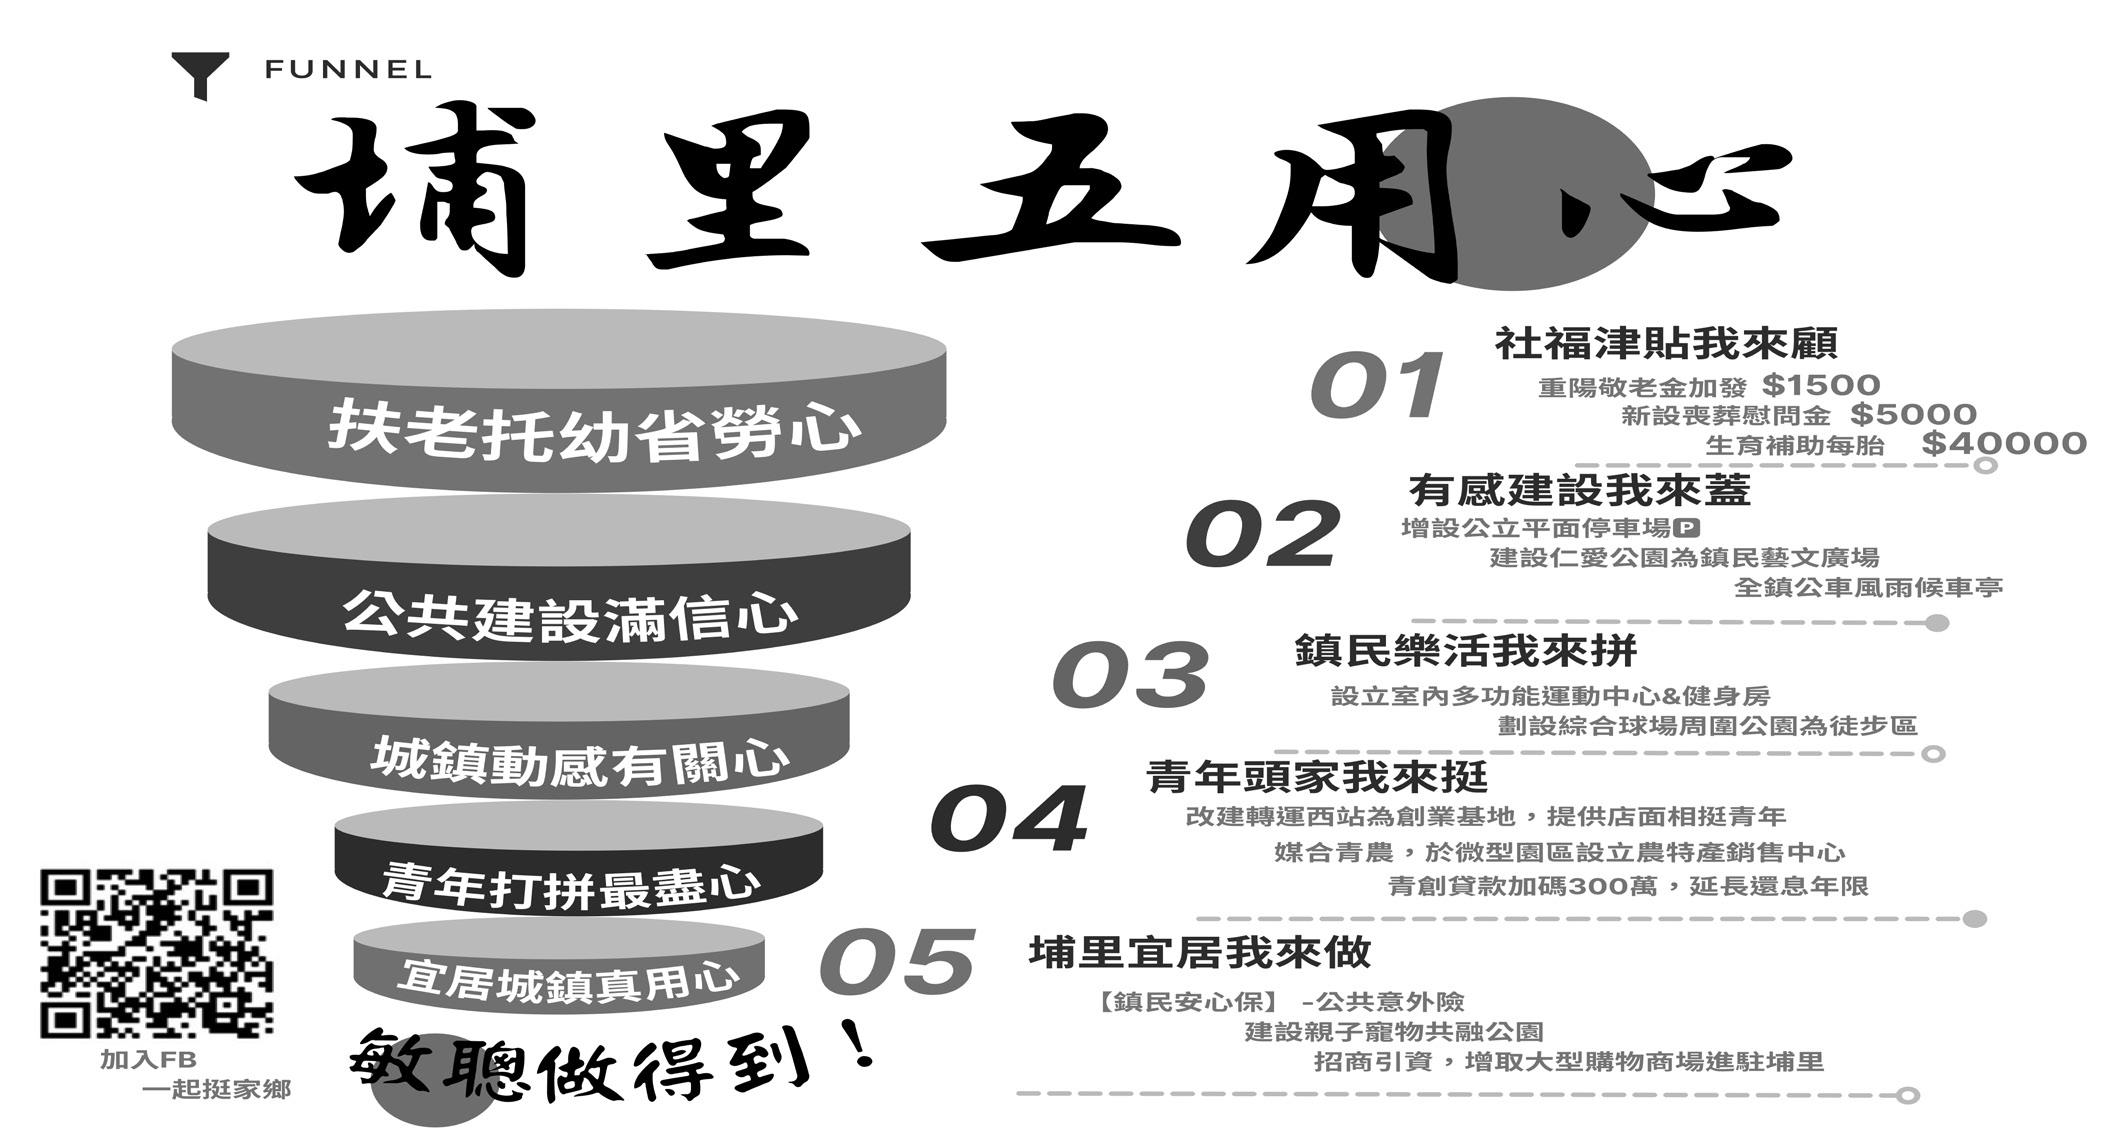 FUNNEL
埔里五用心
扶老托幼省勞心
公共建設滿信心
城鎮動感有關心
青年打拼最盡心
宜居城鎮真用心
敏聰做得到！
加入FB
一起挺家鄉
01
社福津貼我來顧
重陽敬老金加發 $1500
新設喪葬慰問金 $5000
生育補助每胎 $40000
02
有感建設我來蓋
增設公立平面停車場🅿
建設仁愛公園為鎮民藝文廣場
全鎮公車風雨候車亭
03
鎮民樂活我來拼
設立室內多功能運動中心&健身房
劃設綜合球場周圍公園為徒步區
04
青年頭家我來挺
改建轉運西站為創業基地，提供店面相挺青年
媒合青農，於微型園區設立農特產銷售中心
青創貸款加碼300萬，延長還息年限
05
埔里宜居我來做
【鎮民安心保】-公共意外險
建設親子寵物共融公園
招商引資，增取大型購物商場進駐埔里